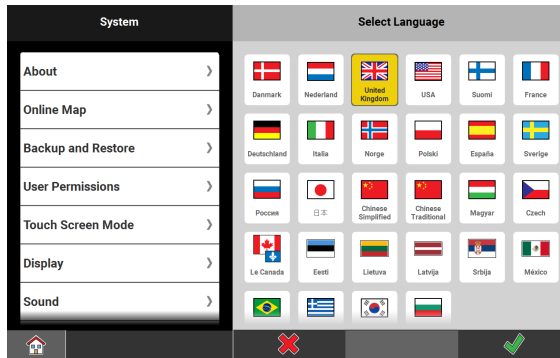 System
Select Language
About
Online Map
Backup and Restore
User Permissions
Touch Screen Mode
Display
Sound
Danmark
Nederland
United
Kingdom
USA
Suomi
France
Deutschland
Italia
Norge
Polski
España
Sverige
Россия
日本
Chinese
Simplified
Chinese
Traditional
Magyar
Czech
Le Canada
Eesti
Lietuva
Latvija
Srbija
México